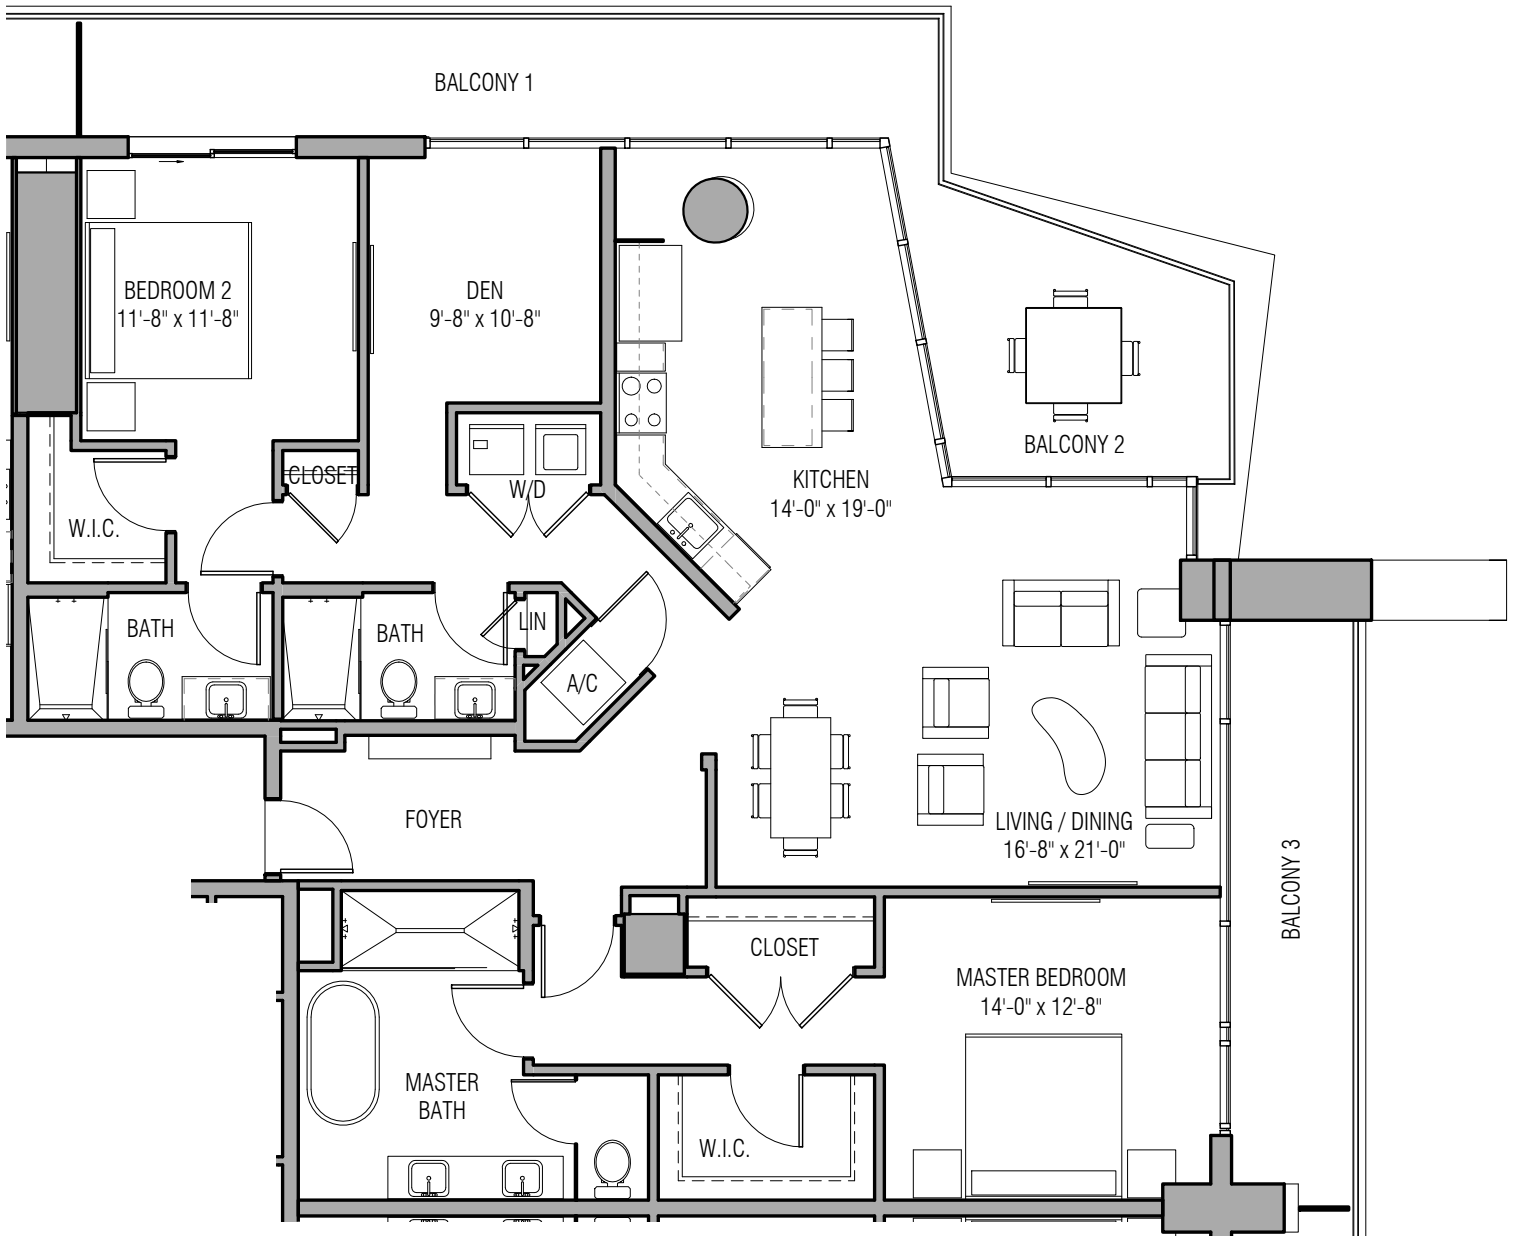 BALCONY 1
BEDROOM 2
11'-8" x 11'-8"
DEN
9'-8" x 10'-8"
BALCONY 2
CLOSET
W/D
KITCHEN
14'-0" x 19'-0"
W.I.C.
BATH
BATH
LIN
A/C
FOYER
LIVING / DINING
16'-8" x 21'-0"
BALCONY 3
CLOSET
MASTER BEDROOM
14'-0" x 12'-8"
MASTER
BATH
W.I.C.